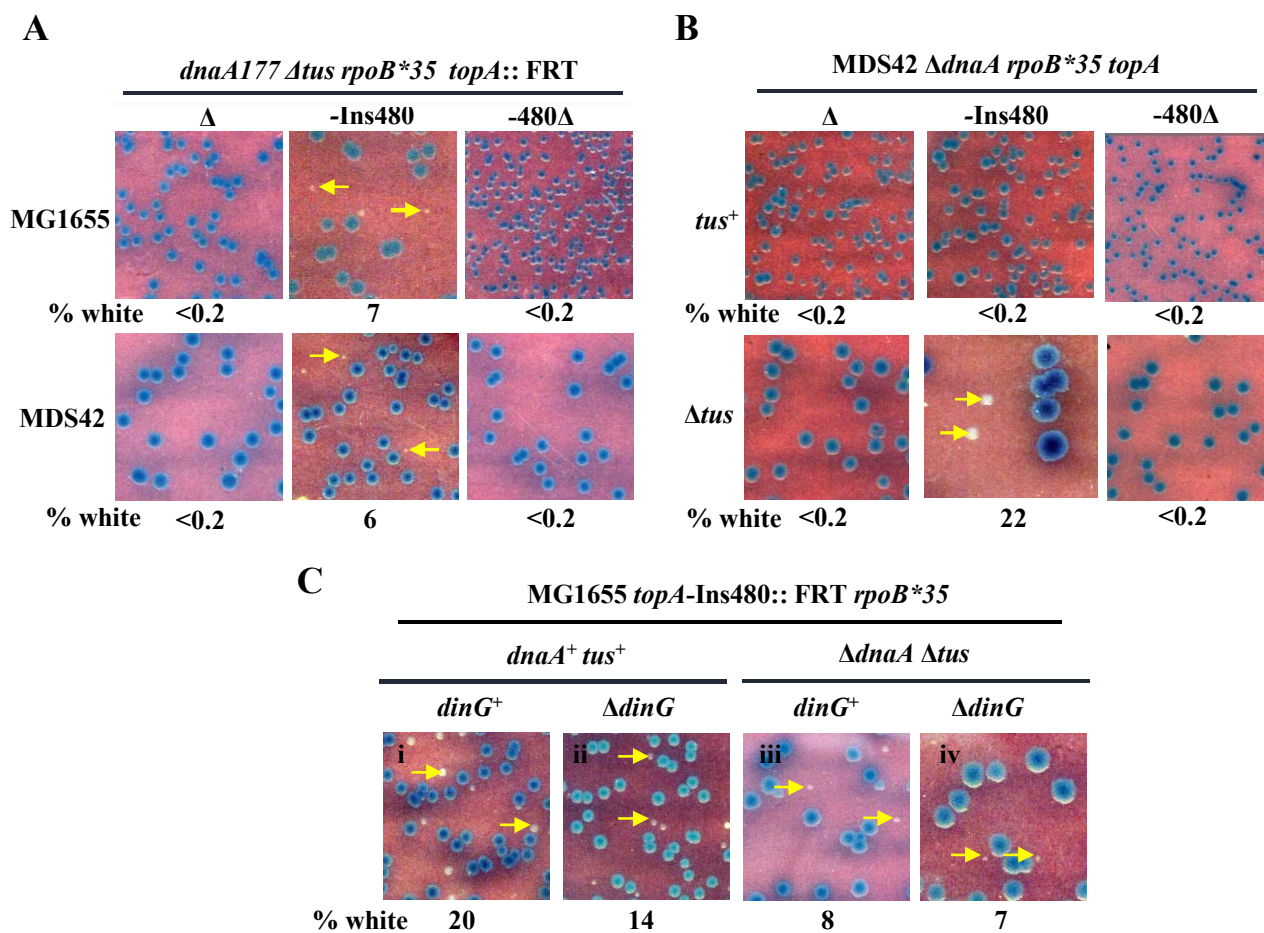 A
dnaA177 Δtus rpoB*35 topA:: FRT
Δ -Ins480 -480Δ
MG1655
% white <0.2 7 <0.2
MDS42
% white <0.2 6 <0.2
B
MDS42 ΔdnaA rpoB*35 topA
Δ -Ins480 -480Δ
tus+
% white <0.2 <0.2 <0.2
Δtus
% white <0.2 22 <0.2
C
MG1655 topA-Ins480:: FRT rpoB*35
dnaA+ tus+ ΔdnaA Δtus
dinG+ ΔdinG dinG+ ΔdinG
i ii iii iv
% white 20 14 8 7